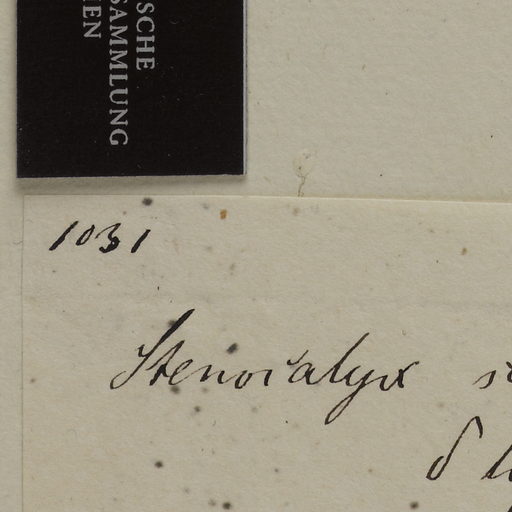 SCHE
SAMMLUNG
EN
1031
Stenocalyx s
δ